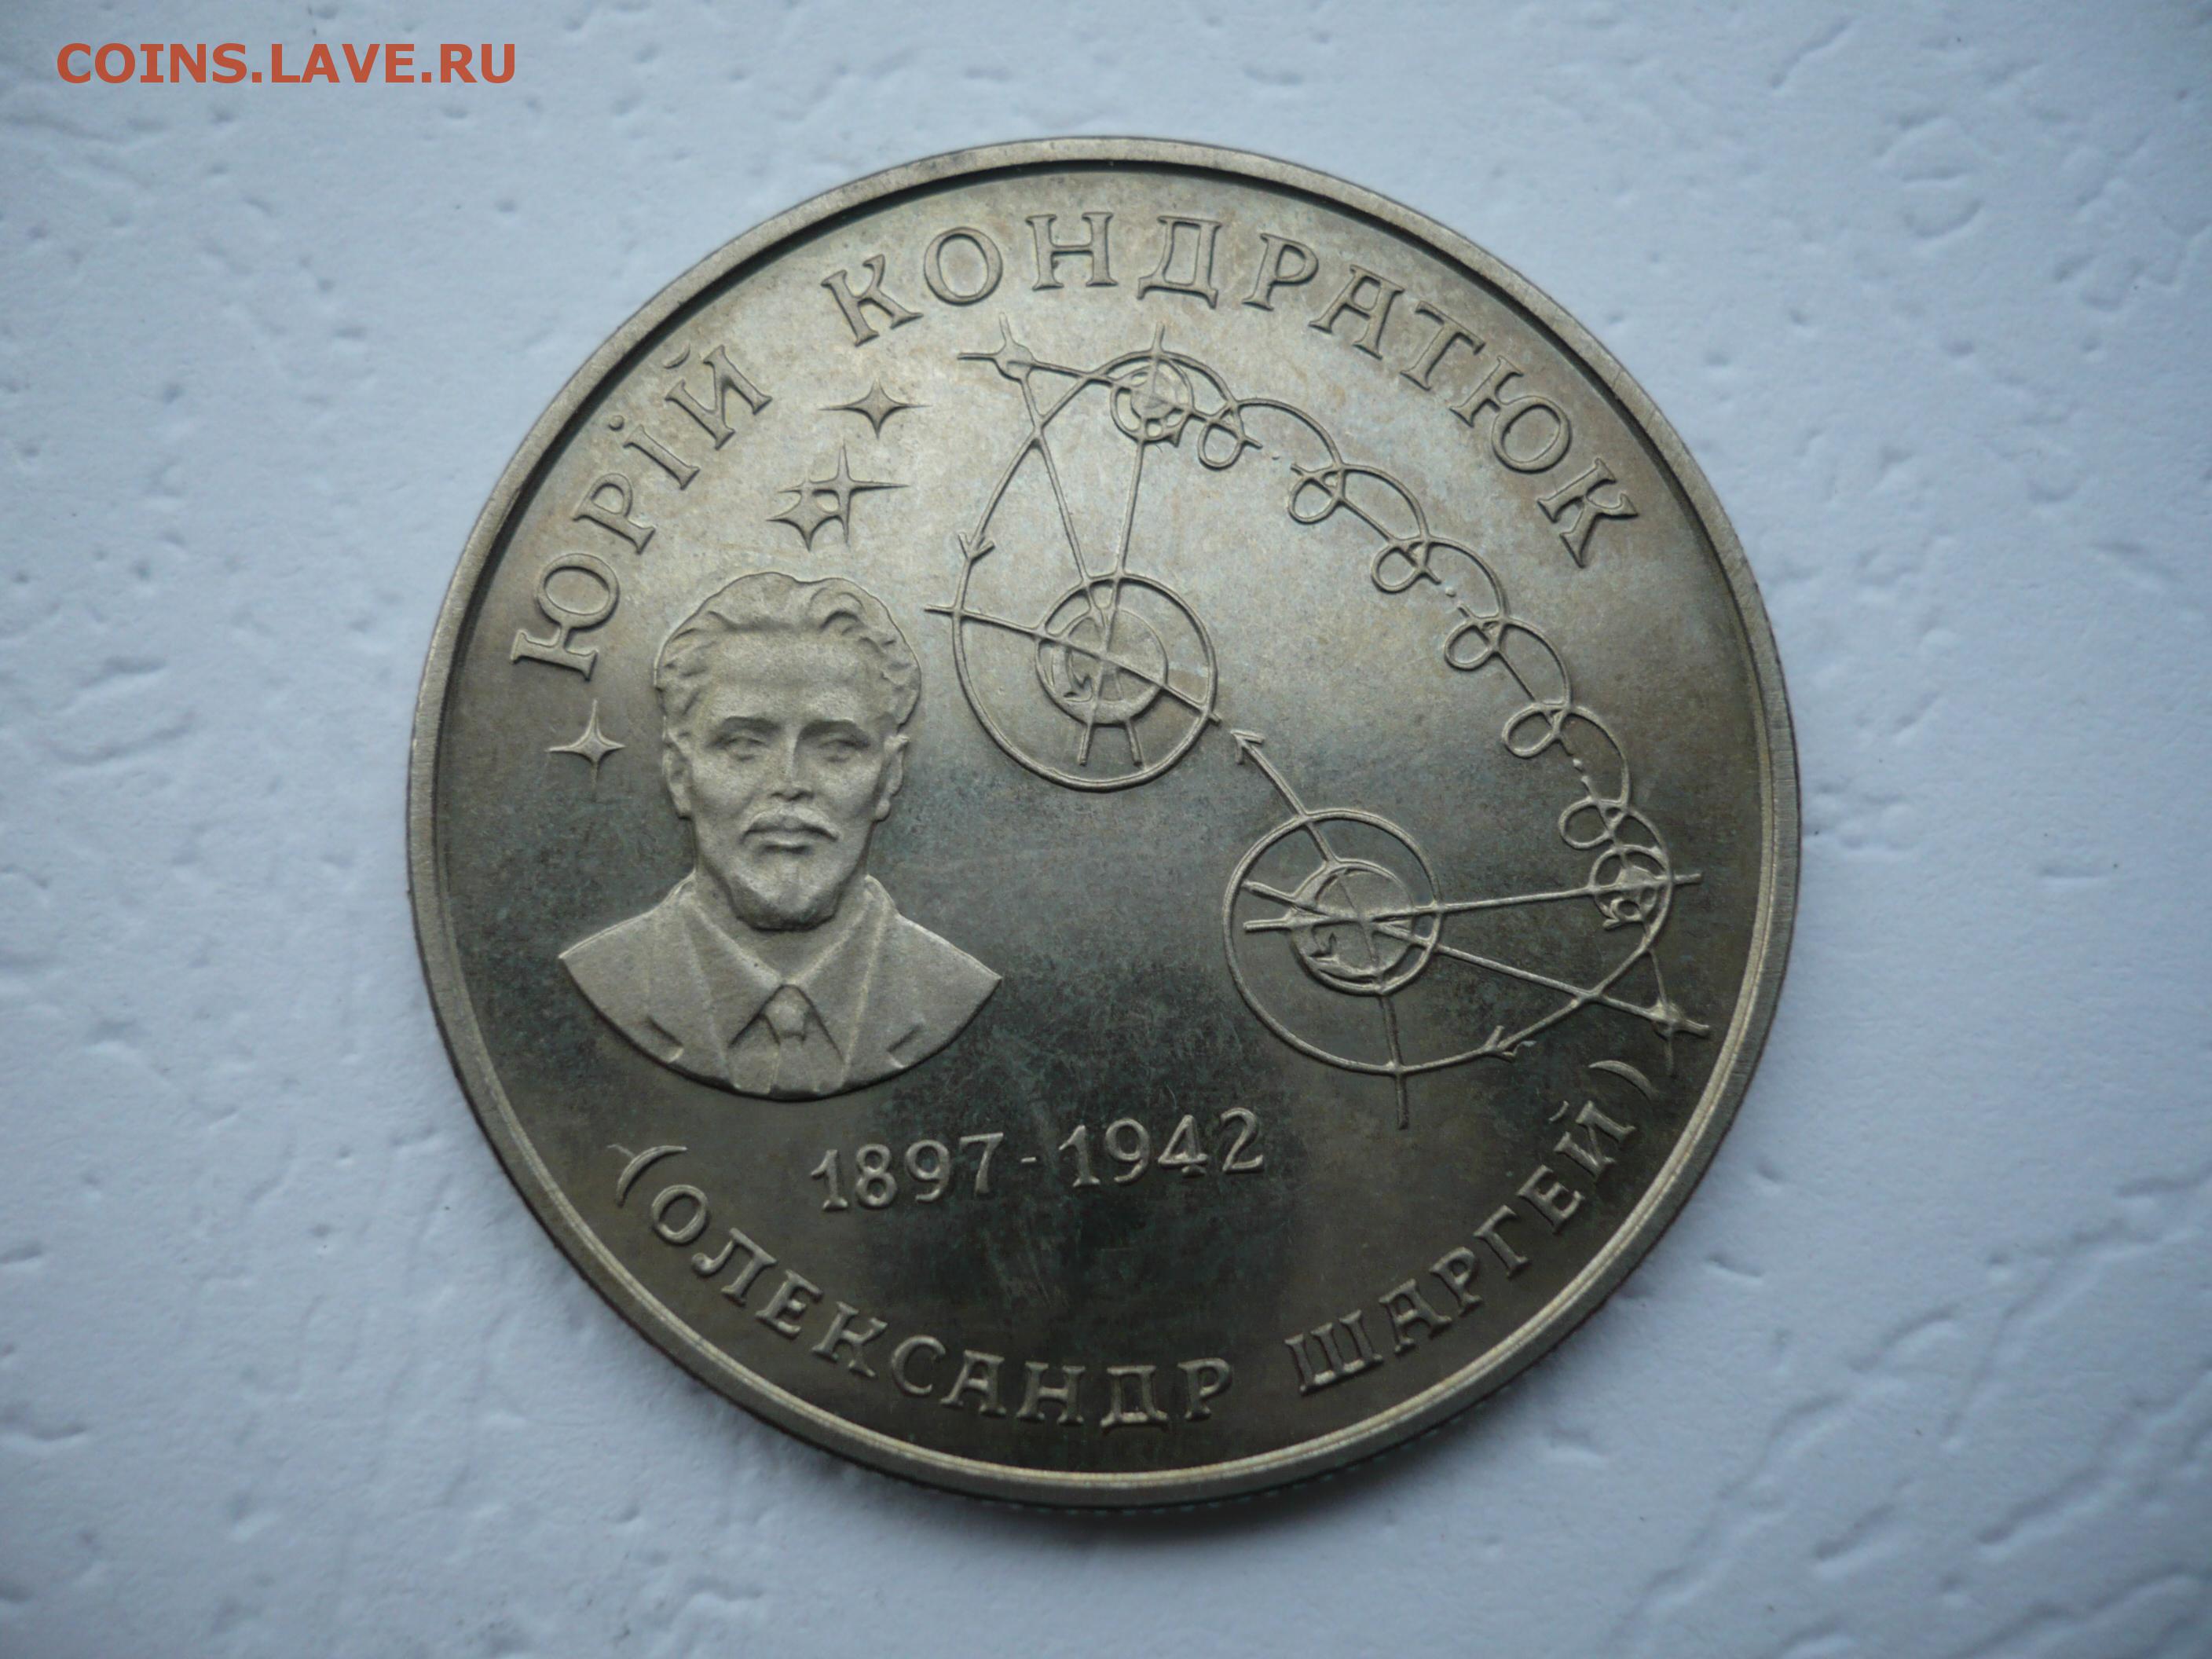 COINS.LAVE.RU
ЮРІЙ КОНДРАТЮК
1897-1942
(ОЛЕКСАНДР ШАРГЕЙ)